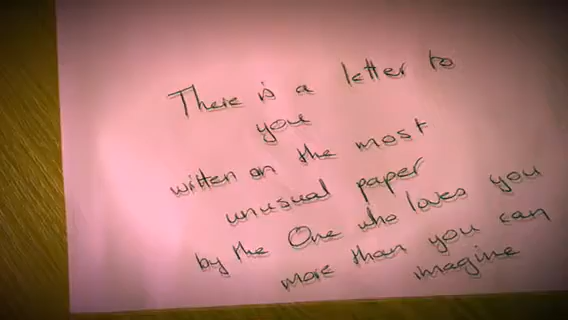 There is a letter to
you
written on the most
unusual paper
by the One who loves you
more than you can
imagine